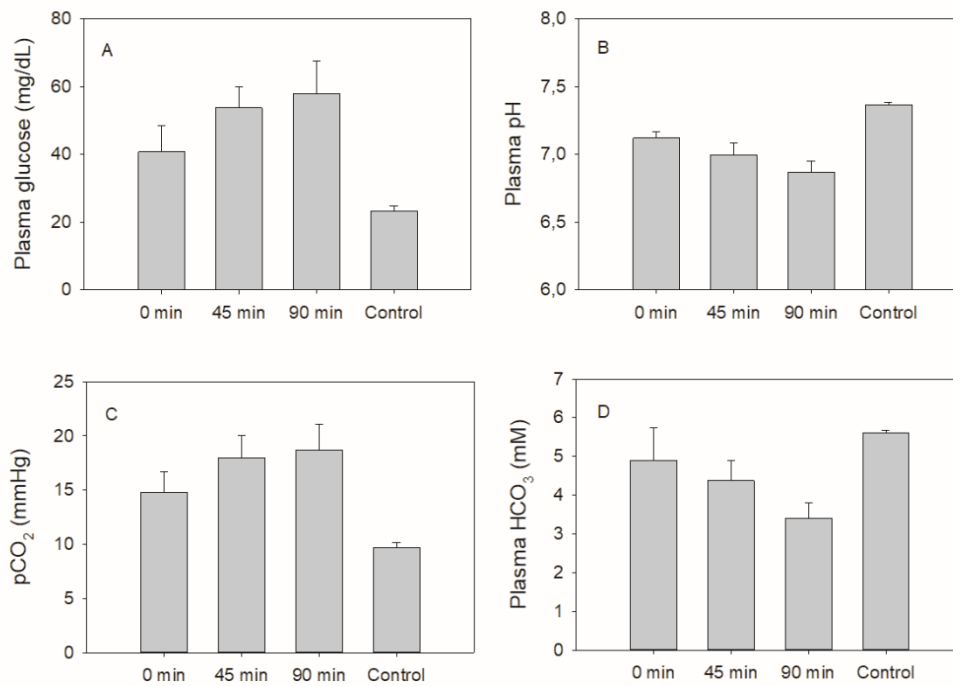 A
Plasma glucose (mg/dL)
80
60
40
20
0
0 min 45 min 90 min Control
B
Plasma pH
8,0
7,5
7,0
6,5
6,0
0 min 45 min 90 min Control
C
pCO₂ (mmHg)
25
20
15
10
5
0
0 min 45 min 90 min Control
D
Plasma HCO₃ (mM)
7
6
5
4
3
2
1
0
0 min 45 min 90 min Control